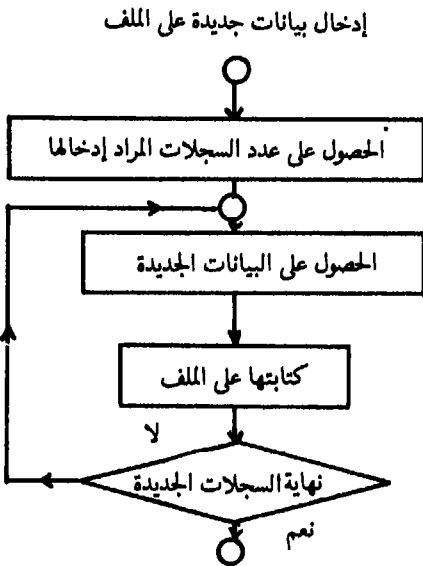 إدخال بيانات جديدة على الملف
الحصول على عدد السجلات المراد إدخالها
الحصول على البيانات الجديدة
كتابتها على الملف
لا
نهاية السجلات الجديدة
نعم